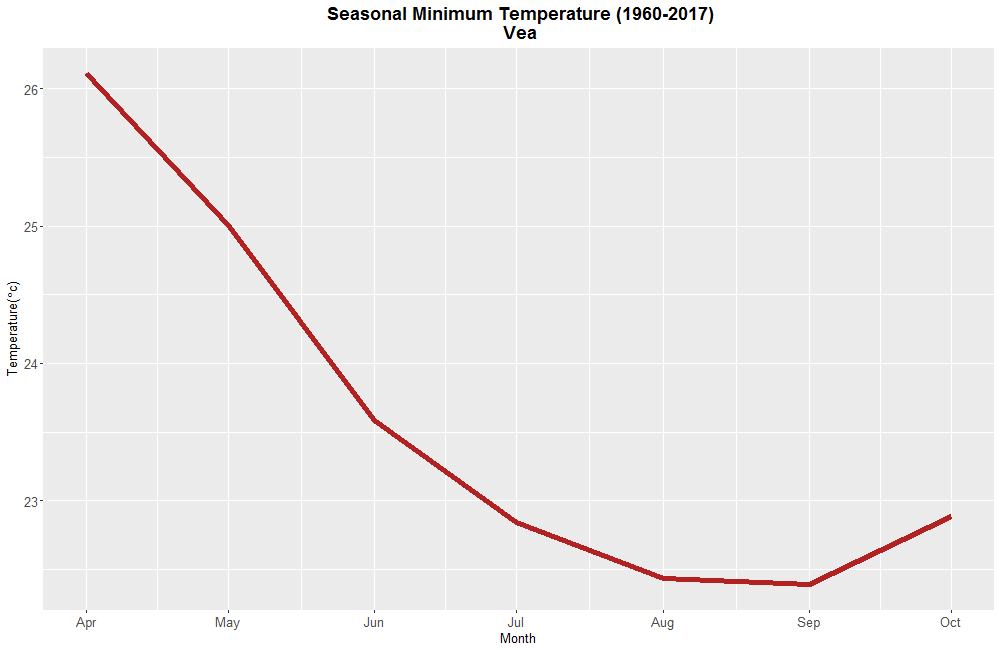 Seasonal Minimum Temperature (1960-2017)
Vea
Temperature(°c)
26
25
24
23
Apr May Jun Jul Aug Sep Oct
Month